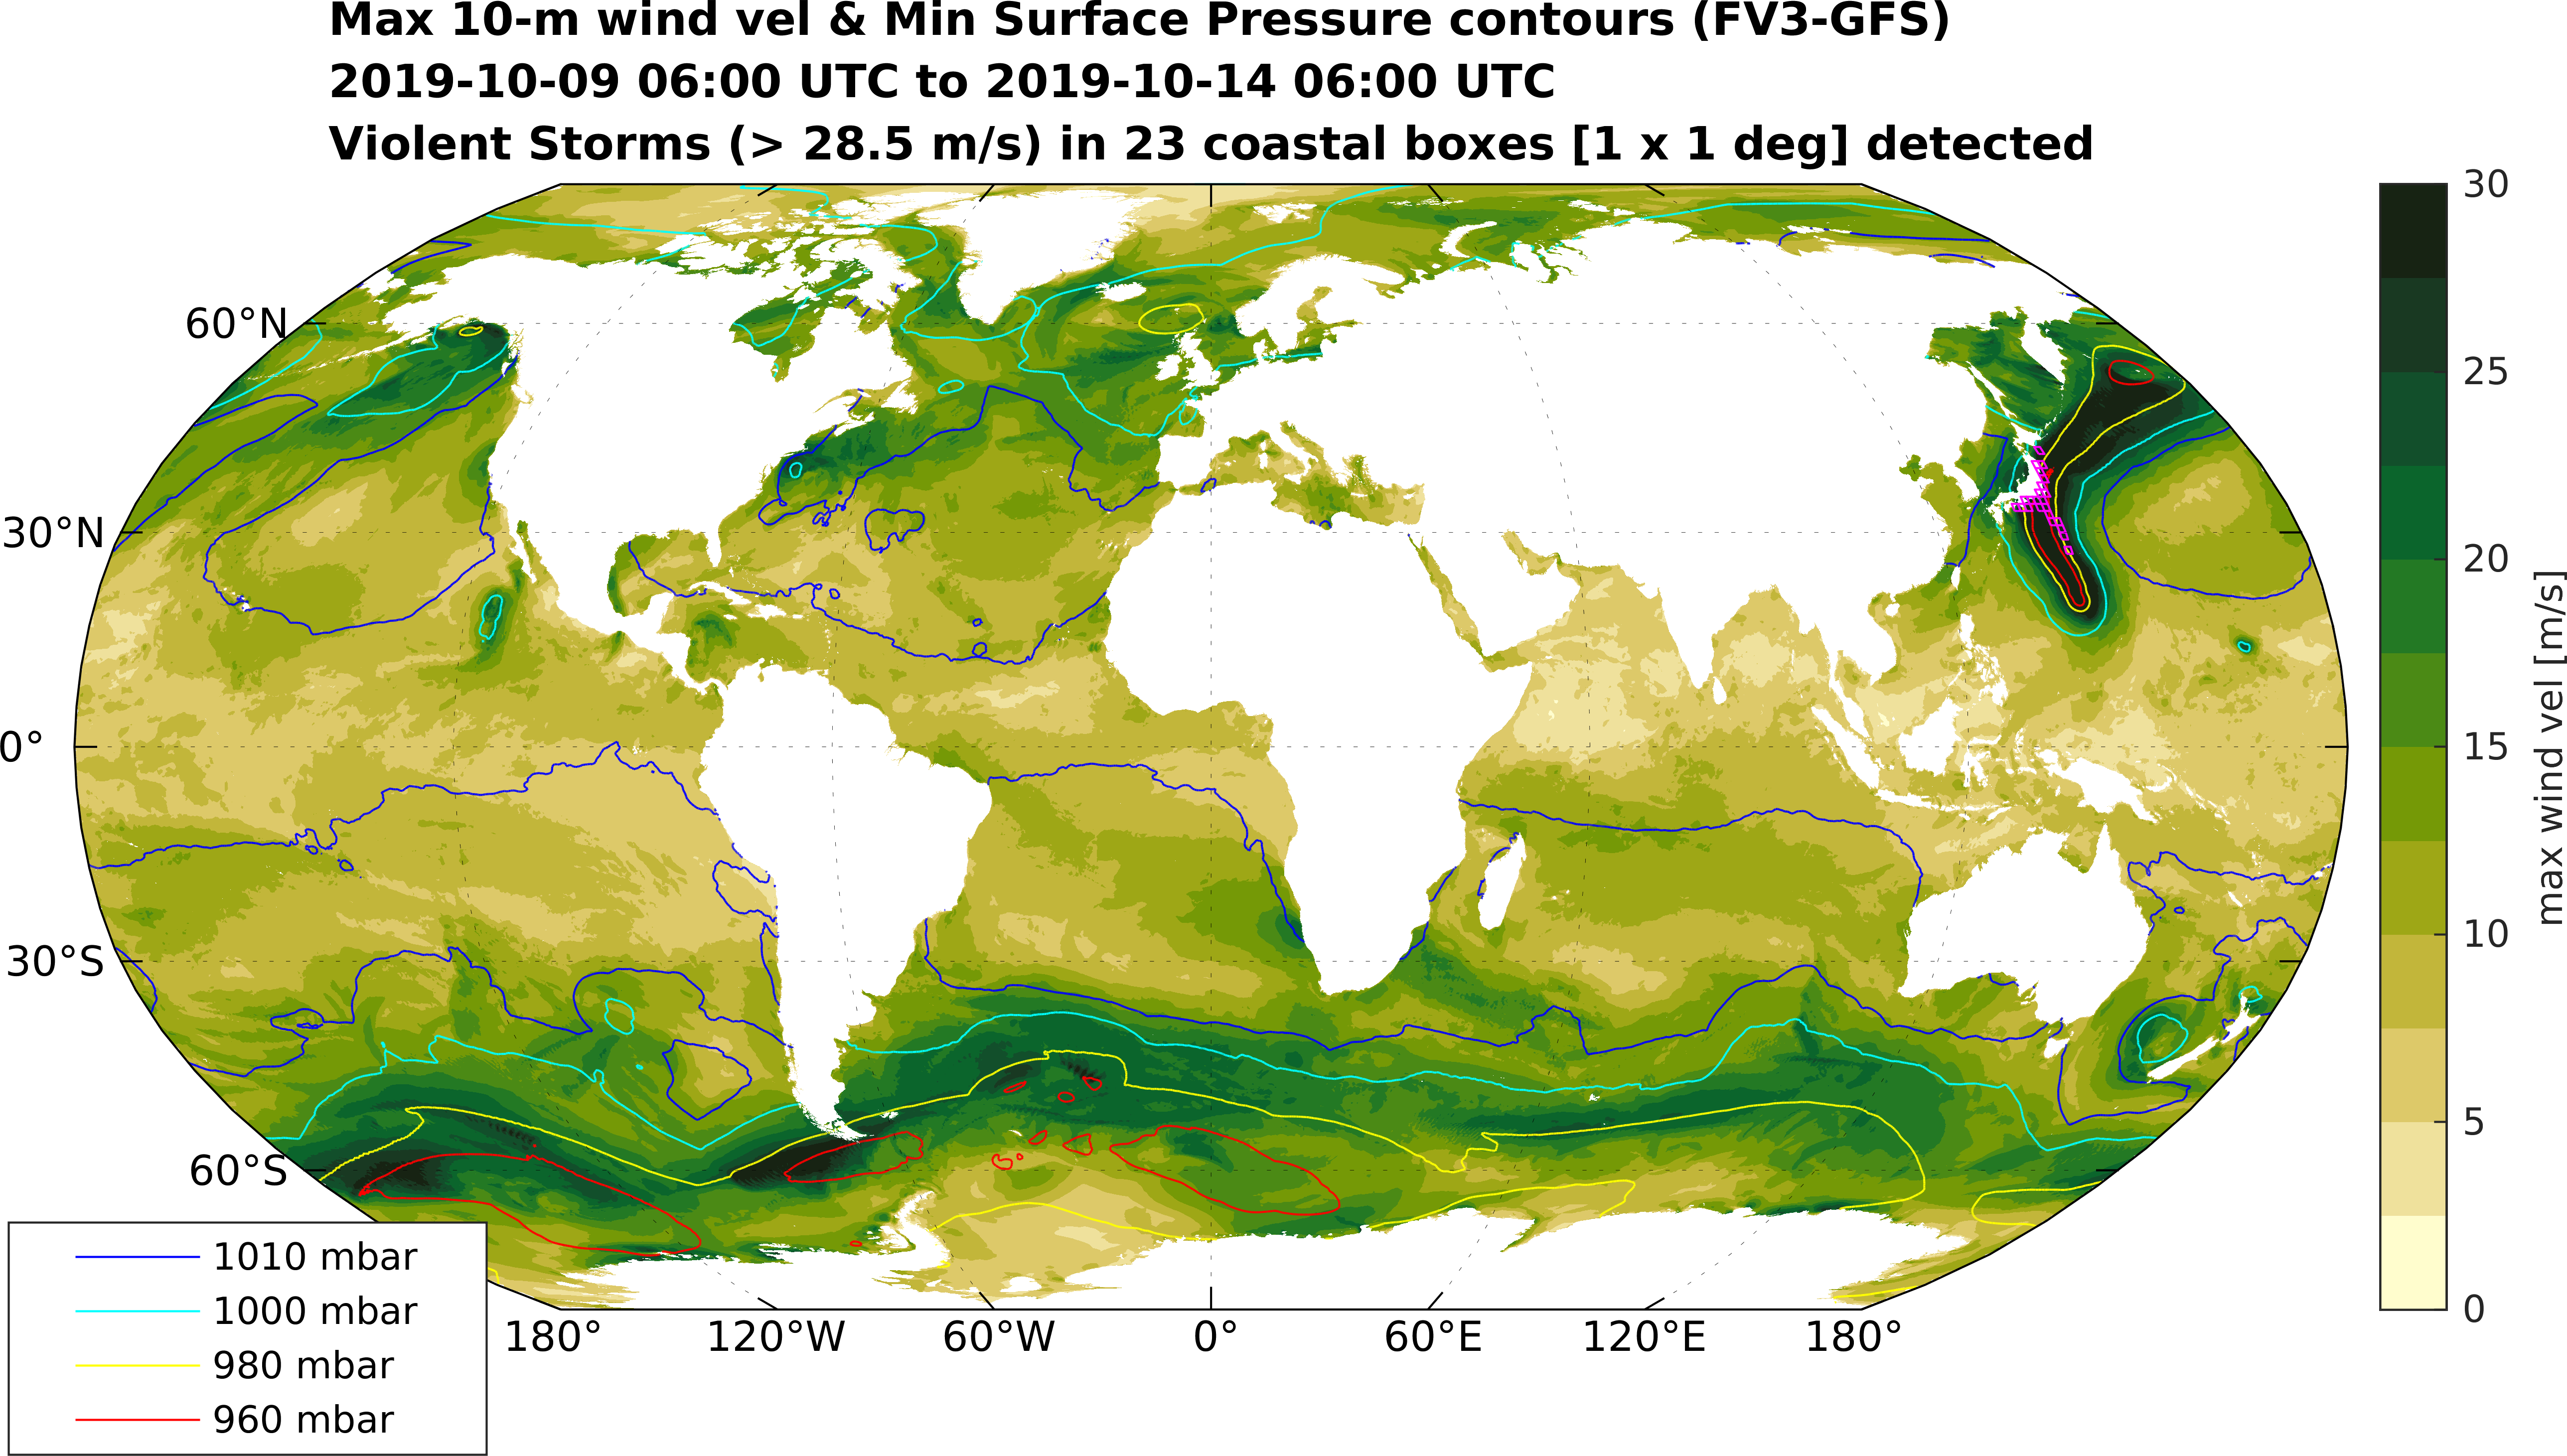 Max 10-m wind vel & Min Surface Pressure contours (FV3-GFS)
2019-10-09 06:00 UTC to 2019-10-14 06:00 UTC
Violent Storms (> 28.5 m/s) in 23 coastal boxes [1 x 1 deg] detected
60°N
30°N
0°
30°S
60°S
180°
120°W
60°W
0°
60°E
120°E
180°
30
25
20
15
10
5
0
max wind vel [m/s]
1010 mbar
1000 mbar
980 mbar
960 mbar